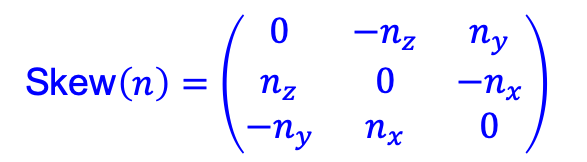 0 −n_z n_y
Skew(n) = n_z 0 −n_x
−n_y n_x 0